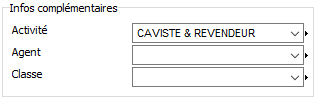 Infos complémentaires
Activité CAVISTE & REVENDEUR
Agent
Classe